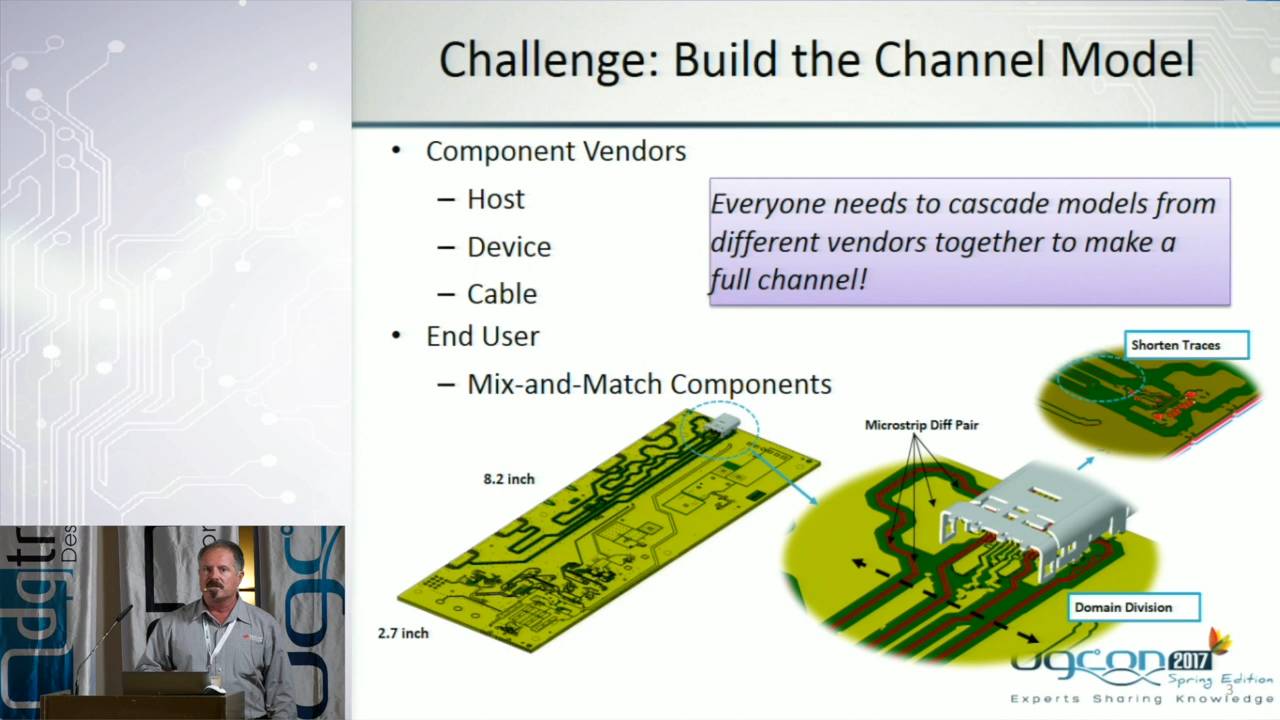 Challenge: Build the Channel Model
• Component Vendors
– Host
– Device
– Cable
Everyone needs to cascade models from
different vendors together to make a
full channel!
• End User
– Mix-and-Match Components
Shorten Traces
Microstrip Diff Pair
8.2 inch
2.7 inch
Domain Division
ugcon 2017
Spring Edition
3
Experts Sharing Knowledge